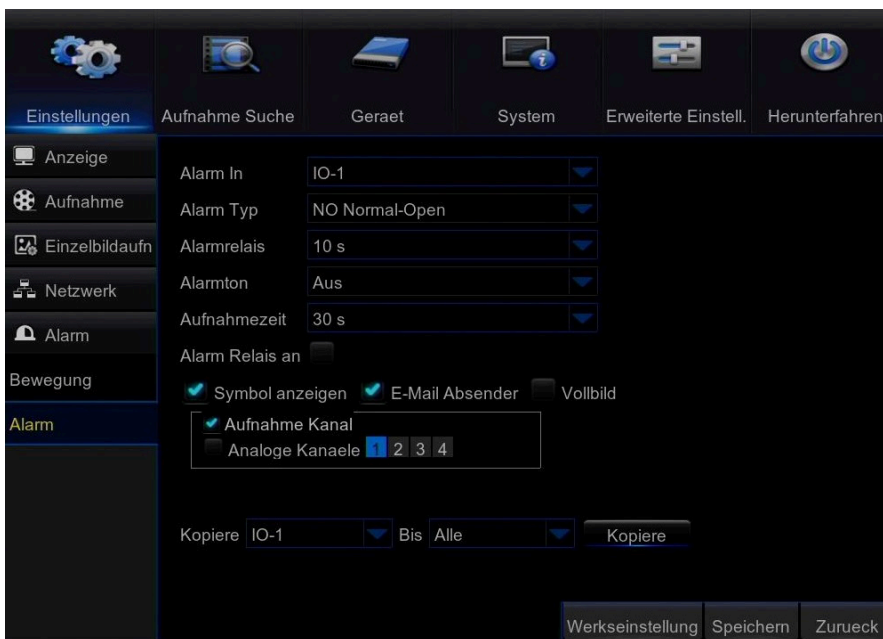 Einstellungen Aufnahme Suche Geraet System Erweiterte Einstell. Herunterfahren
Anzeige
Aufnahme
Einzelbildaufn
Netzwerk
Alarm
Bewegung
Alarm
Alarm In IO-1
Alarm Typ NO Normal-Open
Alarmrelais 10 s
Alarmton Aus
Aufnahmezeit 30 s
Alarm Relais an
Symbol anzeigen E-Mail Absender Vollbild
Aufnahme Kanal
Analoge Kanaele 1 2 3 4
Kopiere IO-1 Bis Alle Kopiere
Werkseinstellung Speichern Zurueck